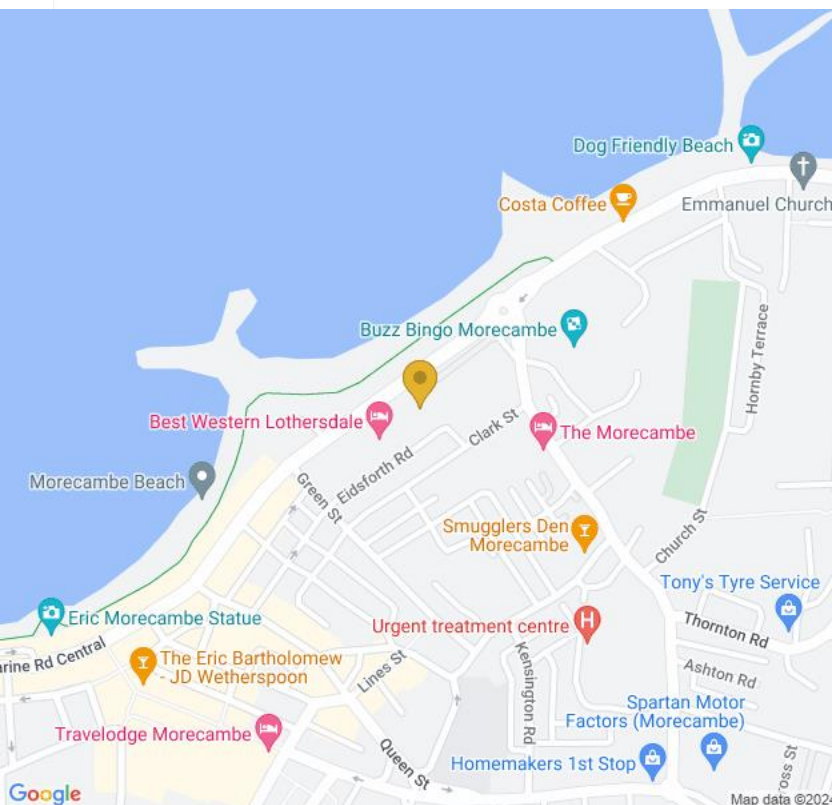 Dog Friendly Beach
Costa Coffee
Emmanuel Church
Buzz Bingo Morecambe
Hornby Terrace
Best Western Lothersdale
Clark St
The Morecambe
Eidsforth Rd
Morecambe Beach
Green St
Smugglers Den
Morecambe
Church St
Tony's Tyre Service
Eric Morecambe Statue
Urgent treatment centre
H
Thornton Rd
arine Rd Central
The Eric Bartholomew
- JD Wetherspoon
Lines St
Kensington Rd
Ashton Rd
Spartan Motor
Factors (Morecambe)
Travelodge Morecambe
Queen St
Homemakers 1st Stop
ross St
Google
Map data ©2024